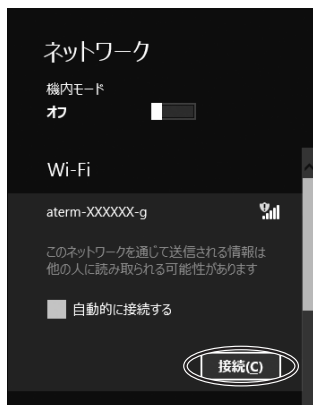 ネットワーク
機内モード
オフ
Wi-Fi
aterm-XXXXXX-g
このネットワークを通じて送信される情報は
他の人に読み取られる可能性があります
自動的に接続する
接続(C)